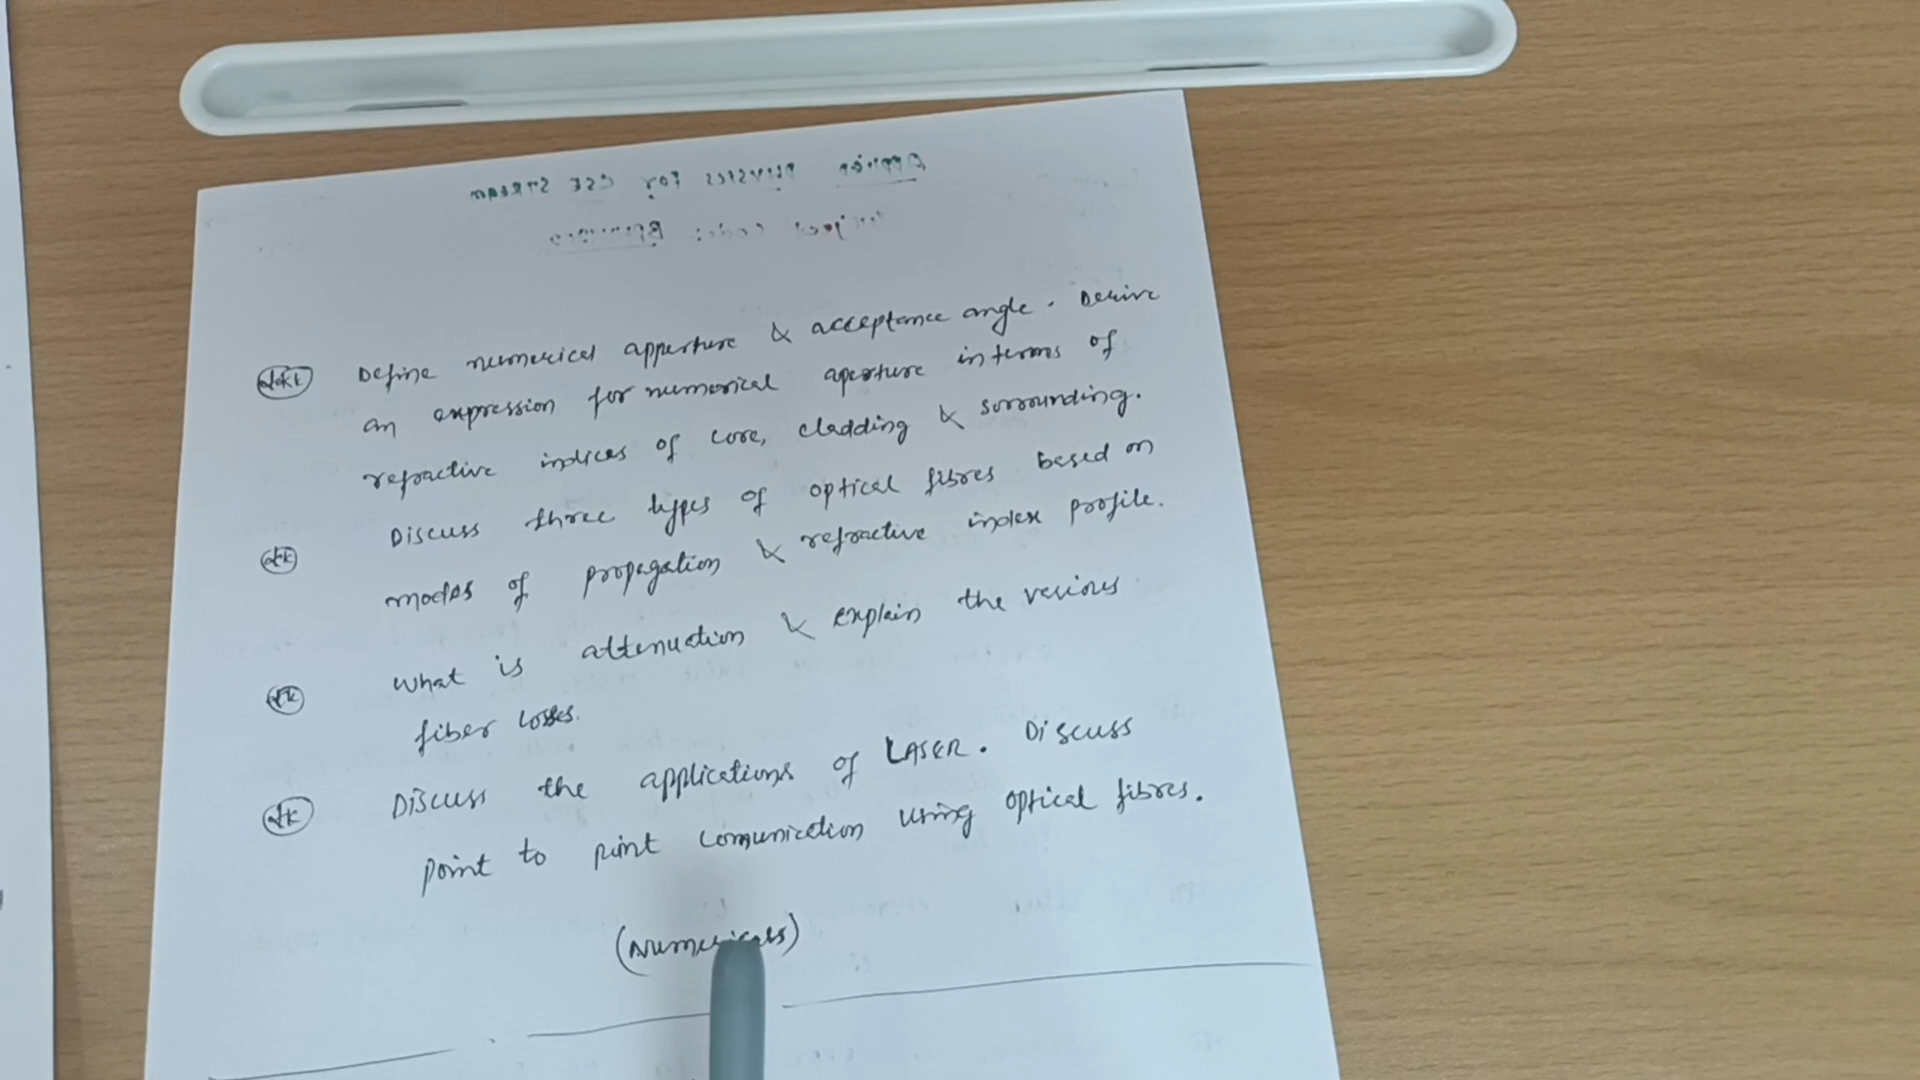 Define numerical apperture & acceptance angle. Derive
an expression for numerical aperture in terms of
refractive indices of core, cladding & surrounding.
Discuss three types of optical fibres based on
modes of propagation & refractive index profile.
What is attenuation & explain the various
fiber losses.
Discuss the applications of LASER. Discuss
point to point comunication using optical fibres.
(Numericals)